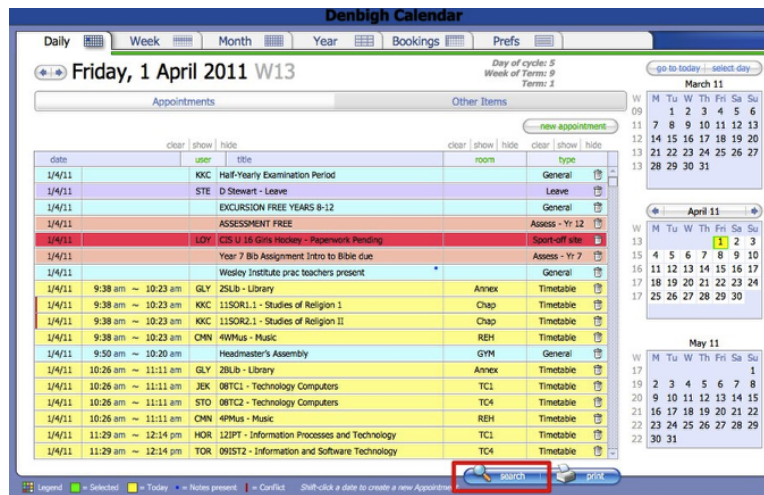 Denbigh Calendar
Daily Week Month Year Bookings Prefs
Friday, 1 April 2011 W13
Day of cycle: 5
Week of Term: 9
Term: 1
go to today select day
Appointments Other Items
new appointment
clear show hide clear show hide clear show hide
date user title room type
1/4/11 KKC Half-Yearly Examination Period General
1/4/11 STE D Stewart - Leave Leave
1/4/11 EXCURSION FREE YEARS 8-12 General
1/4/11 ASSESSMENT FREE Assess - Yr 12
1/4/11 LOY CIS U 16 Girls Hockey - Paperwork Pending Sport-off site
1/4/11 Year 7 Bib Assignment Intro to Bible due Assess - Yr 7
1/4/11 Wesley Institute prac teachers present General
1/4/11 9:38 am ~ 10:23 am GLY 2SLib - Library Annex Timetable
1/4/11 9:38 am ~ 10:23 am KKC 11SOR1.1 - Studies of Religion 1 Chap Timetable
1/4/11 9:38 am ~ 10:23 am KKC 11SOR2.1 - Studies of Religion II Chap Timetable
1/4/11 9:38 am ~ 10:23 am CMN 4WMus - Music REH Timetable
1/4/11 9:50 am ~ 10:20 am Headmaster's Assembly GYM General
1/4/11 10:26 am ~ 11:11 am GLY 2BLib - Library Annex Timetable
1/4/11 10:26 am ~ 11:11 am JEK 08TC1 - Technology Computers TC1 Timetable
1/4/11 10:26 am ~ 11:11 am STO 08TC2 - Technology Computers TC4 Timetable
1/4/11 10:26 am ~ 11:11 am CMN 4PMus - Music REH Timetable
1/4/11 11:29 am ~ 12:14 pm HOR 12IPT - Information Processes and Technology TC1 Timetable
1/4/11 11:29 am ~ 12:14 pm TOR 09IST2 - Information and Software Technology TC4 Timetable
March 11
W M Tu W Th Fri Sa Su
09 1 2 3 4 5 6
11 7 8 9 10 11 12 13
12 14 15 16 17 18 19 20
13 21 22 23 24 25 26 27
13 28 29 30 31
April 11
W M Tu W Th Fri Sa Su
13 1 2 3
15 4 5 6 7 8 9 10
16 11 12 13 14 15 16 17
17 18 19 20 21 22 23 24
17 25 26 27 28 29 30
May 11
W M Tu W Th Fri Sa Su
17 1
19 2 3 4 5 6 7 8
20 9 10 11 12 13 14 15
21 16 17 18 19 20 21 22
22 23 24 25 26 27 28 29
22 30 31
search print
Legend = Selected = Today = Notes present = Conflict Shift-click a date to create a new Appointment